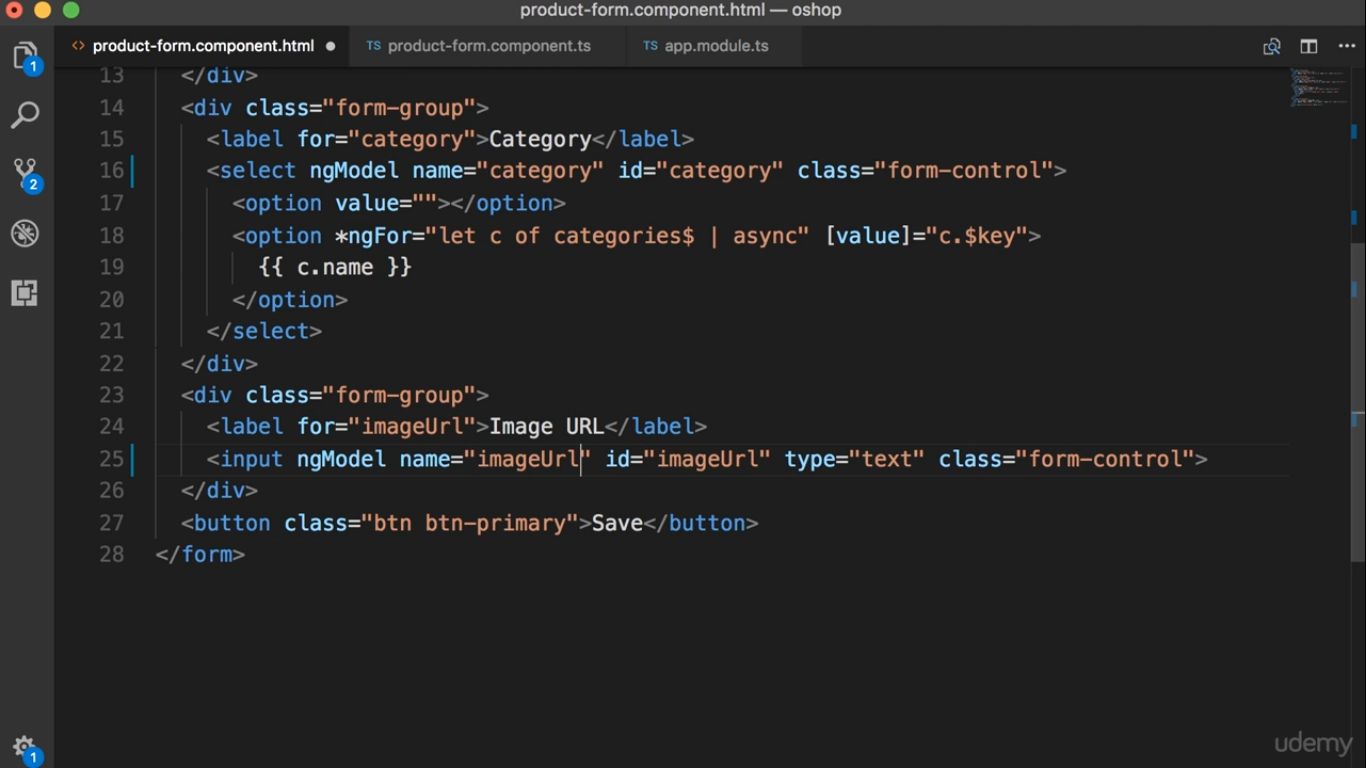 product-form.component.html — oshop
<> product-form.component.html ● TS product-form.component.ts TS app.module.ts
13 </div>
14 <div class="form-group">
15 <label for="category">Category</label>
16 <select ngModel name="category" id="category" class="form-control">
17 <option value=""></option>
18 <option *ngFor="let c of categories$ | async" [value]="c.$key">
19 {{ c.name }}
20 </option>
21 </select>
22 </div>
23 <div class="form-group">
24 <label for="imageUrl">Image URL</label>
25 <input ngModel name="imageUrl" id="imageUrl" type="text" class="form-control">
26 </div>
27 <button class="btn btn-primary">Save</button>
28 </form>
1
2
1
udemy